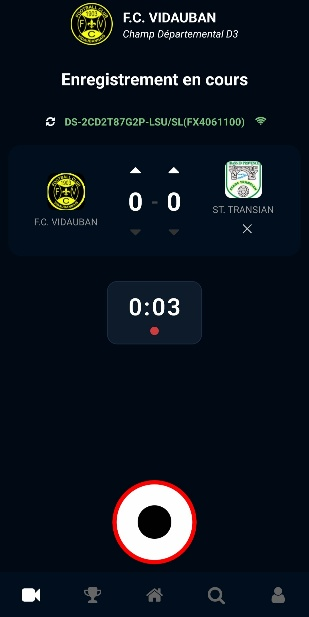 F.C. VIDAUBAN
Champ Départemental D3
Enregistrement en cours
DS-2CD2T87G2P-LSU/SL(FX4061100)
0 - 0
F.C. VIDAUBAN
ST. TRANSIAN
0:03